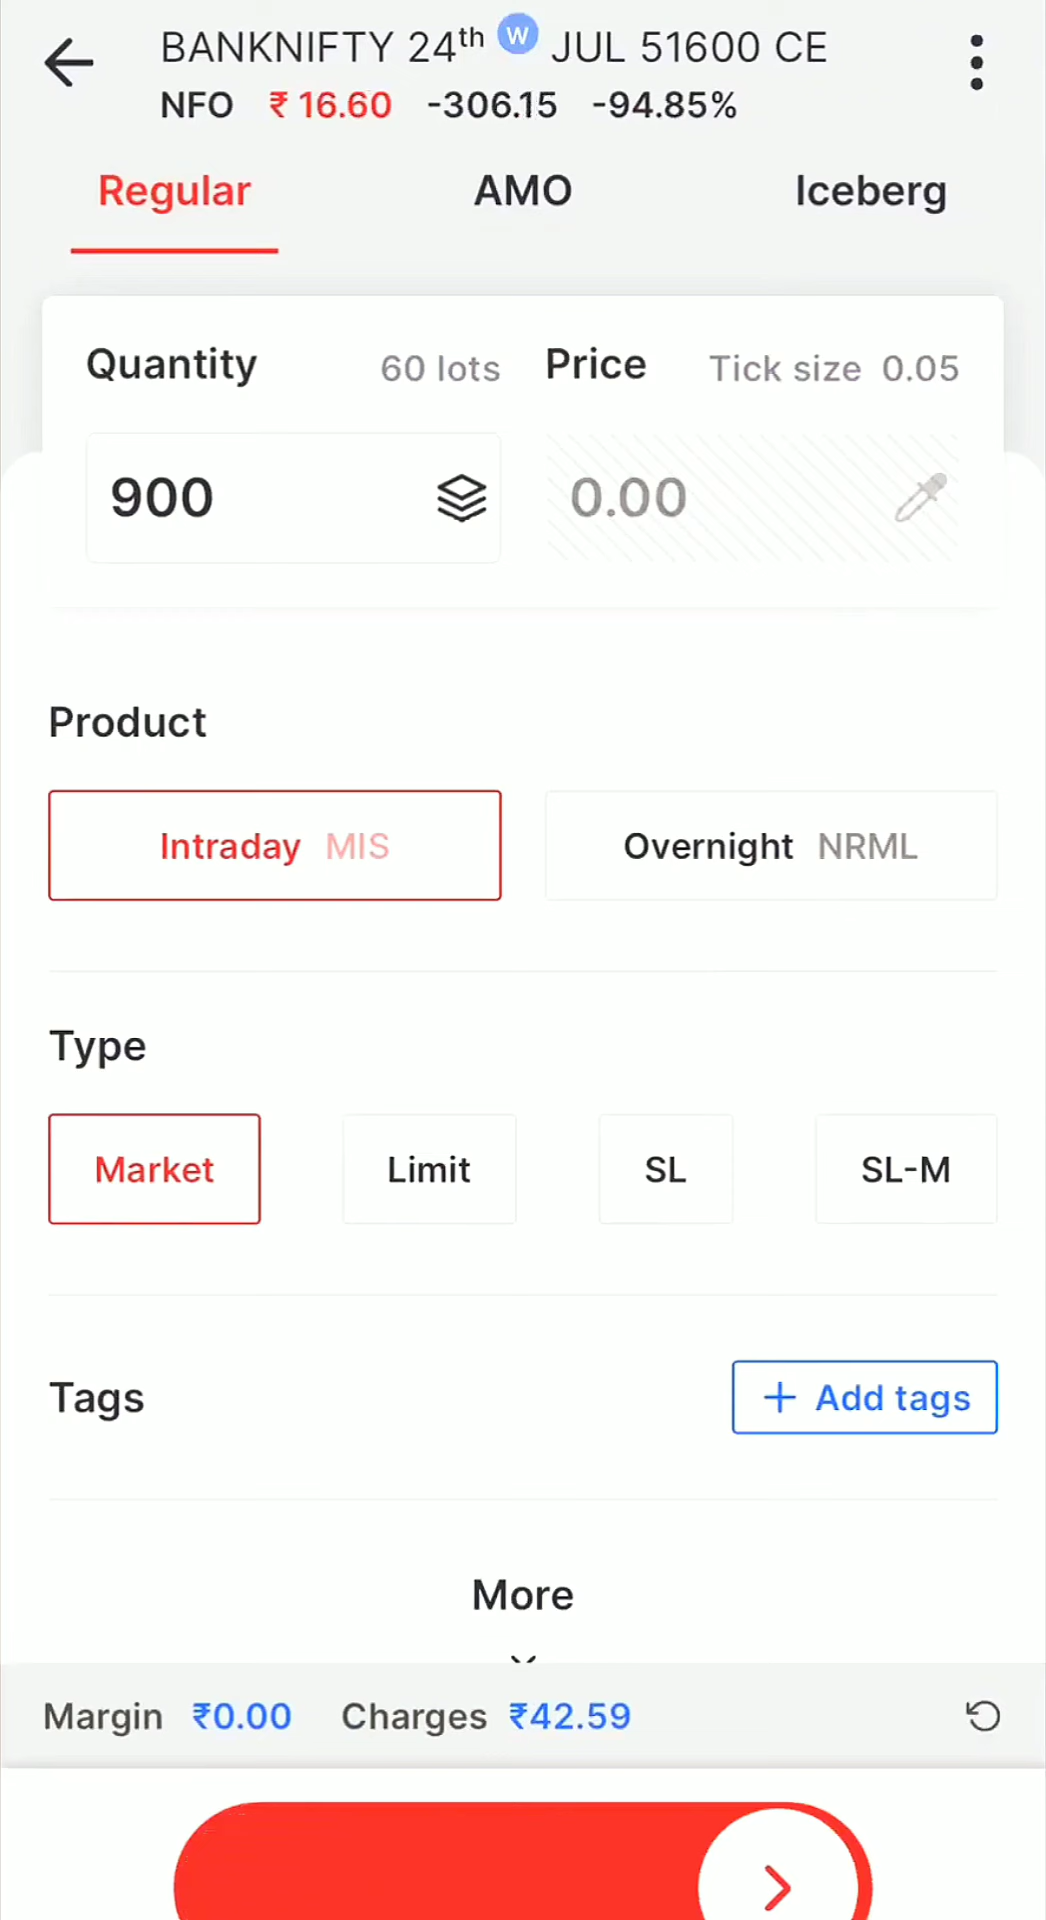 BANKNIFTY 24th W JUL 51600 CE
NFO ₹ 16.60 -306.15 -94.85%
Regular AMO Iceberg
Quantity 60 lots Price Tick size 0.05
900 0.00
Product
Intraday MIS Overnight NRML
Type
Market Limit SL SL-M
Tags + Add tags
More
Margin ₹0.00 Charges ₹42.59